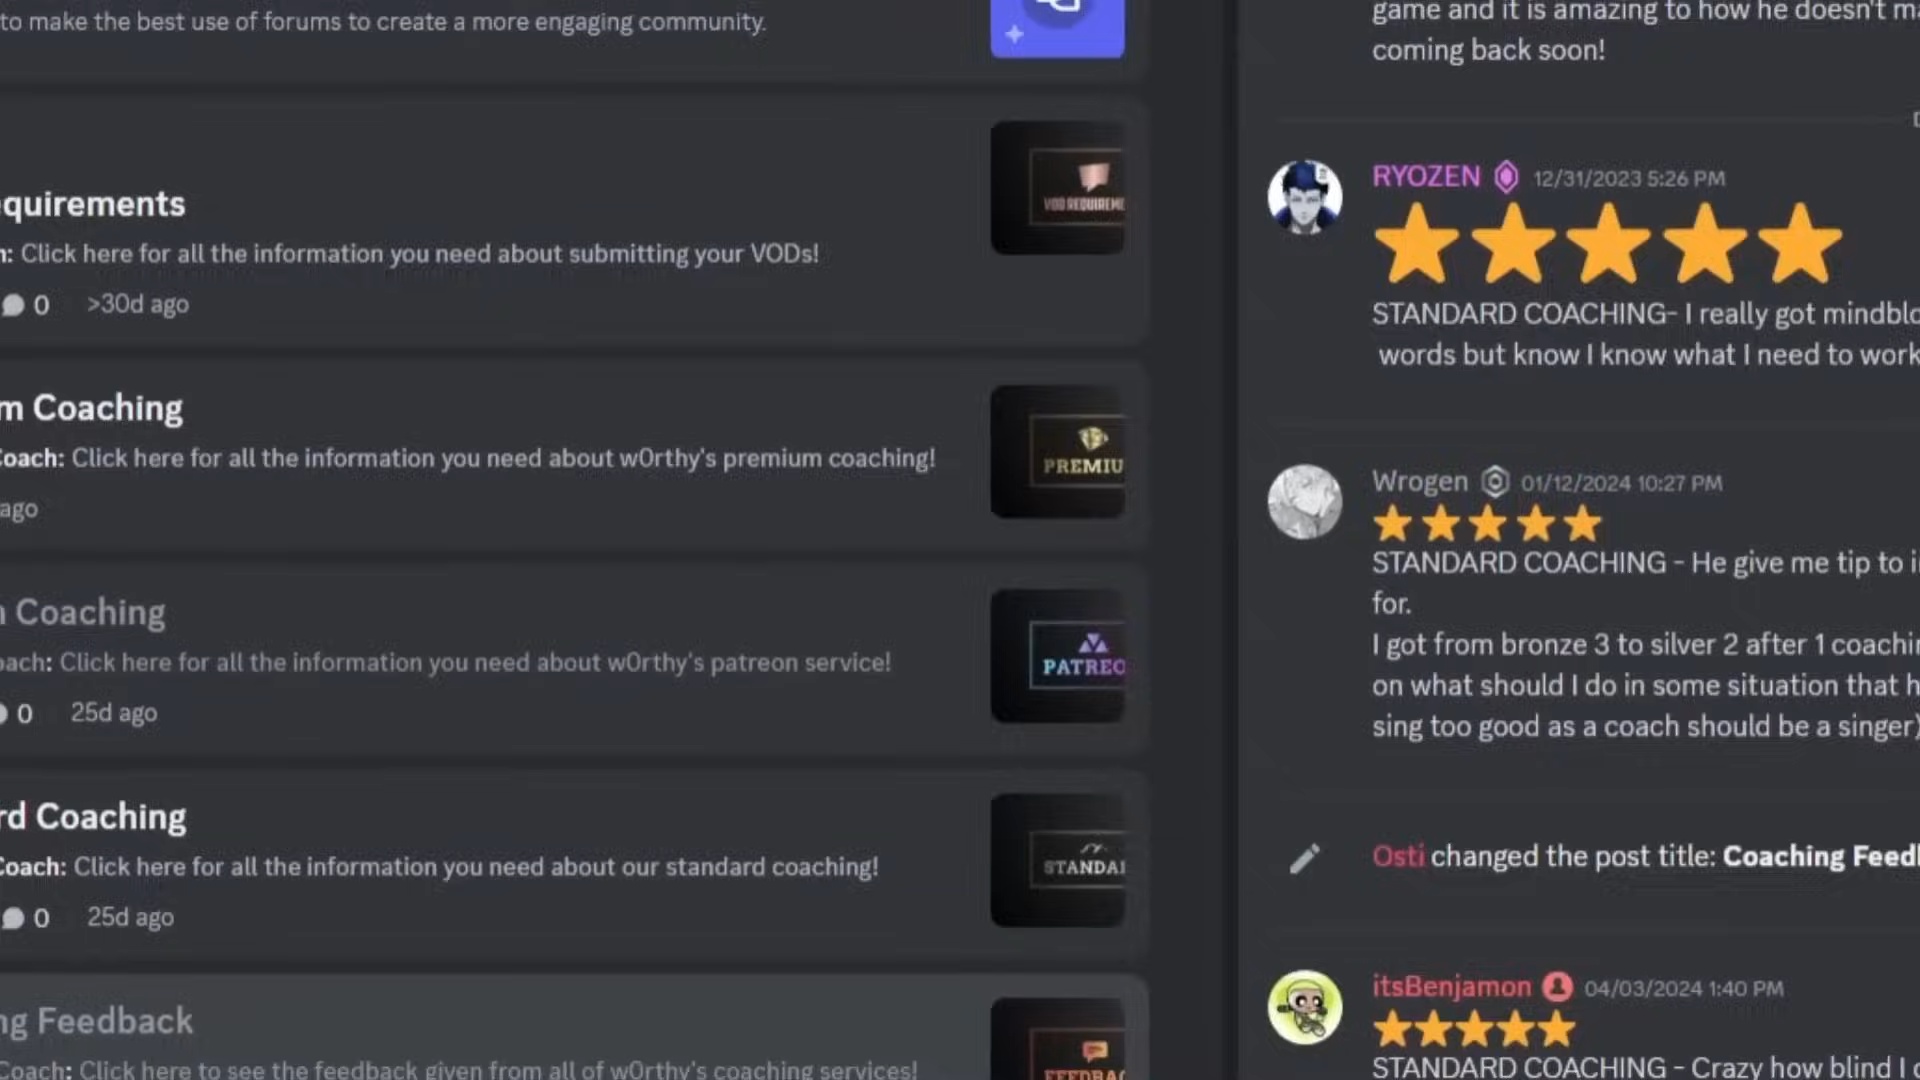 to make the best use of forums to create a more engaging community.
equirements
Click here for all the information you need about submitting your VODs!
0 >30d ago
VOD REQUIREME
m Coaching
Coach: Click here for all the information you need about w0rthy's premium coaching!
ago
PREMIU
Coaching
oach: Click here for all the information you need about w0rthy's patreon service!
0 25d ago
PATREO
rd Coaching
Coach: Click here for all the information you need about our standard coaching!
0 25d ago
STANDA
ng Feedback
Coach: Click here to see the feedback given from all of w0rthy's coaching services!
FEEDBA
game and it is amazing to how he doesn't ma
coming back soon!
RYOZEN 12/31/2023 5:26 PM
STANDARD COACHING- I really got mindblo
words but know I know what I need to work
Wrogen 01/12/2024 10:27 PM
STANDARD COACHING - He give me tip to i
for.
I got from bronze 3 to silver 2 after 1 coachin
on what should I do in some situation that h
sing too good as a coach should be a singer)
Osti changed the post title: Coaching Feed
itsBenjamon 04/03/2024 1:40 PM
STANDARD COACHING - Crazy how blind I